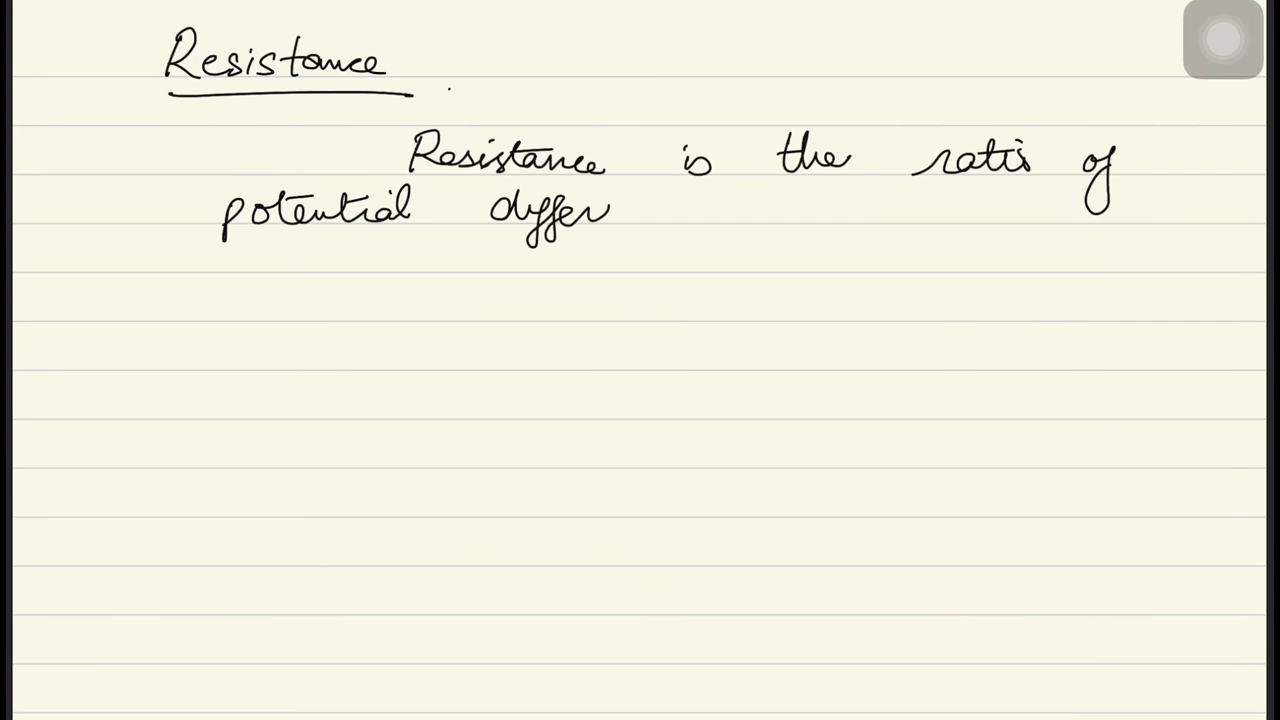 Resistance
Resistance is the ratio of
potential differ